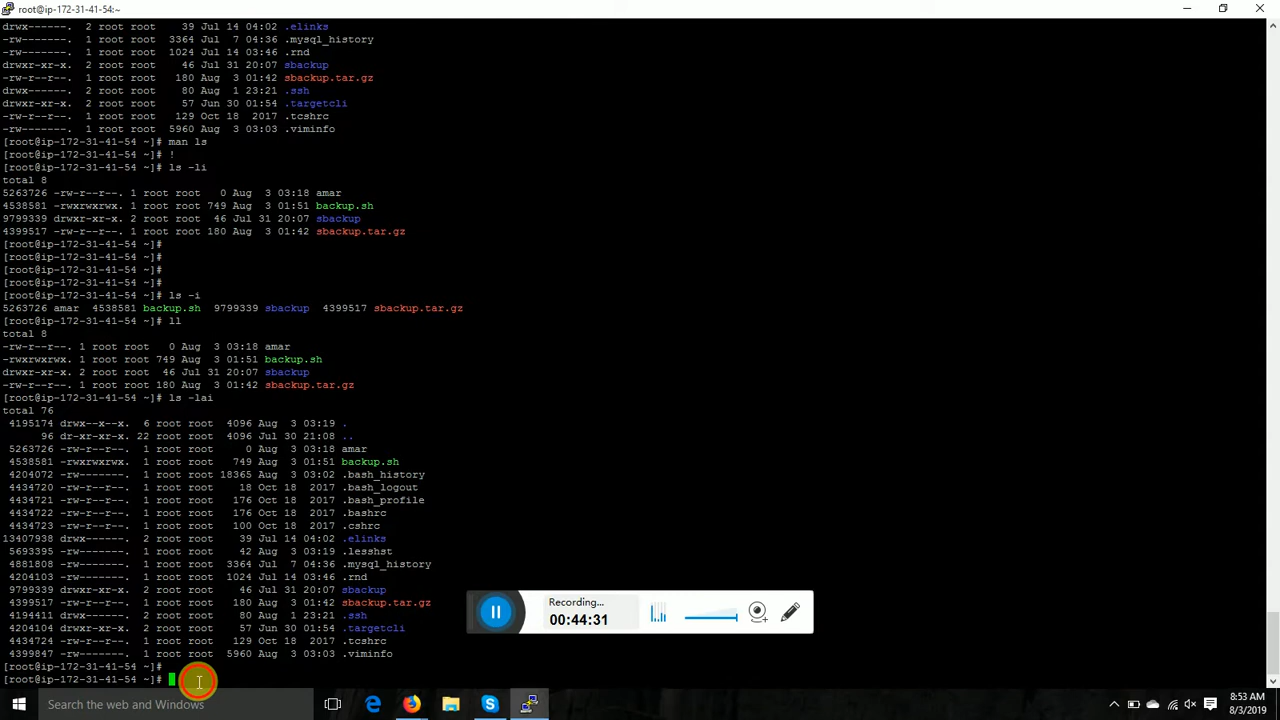 root@ip-172-31-41-54:~
drwx------. 2 root root 39 Jul 14 04:02 .elinks
-rw-------. 1 root root 3364 Jul 7 04:36 .mysql_history
-rw-------. 1 root root 1024 Jul 14 03:46 .rnd
drwxr-xr-x. 2 root root 46 Jul 31 20:07 sbackup
-rw-r--r--. 1 root root 180 Aug 3 01:42 sbackup.tar.gz
drwx------. 2 root root 80 Aug 1 23:21 .ssh
drwxr-xr-x. 2 root root 57 Jun 30 01:54 .targetcli
-rw-r--r--. 1 root root 129 Oct 18 2017 .tcshrc
-rw-------. 1 root root 5960 Aug 3 03:03 .viminfo
[root@ip-172-31-41-54 ~]# man ls
[root@ip-172-31-41-54 ~]# !
[root@ip-172-31-41-54 ~]# ls -li
total 8
5263726 -rw-r--r--. 1 root root 0 Aug 3 03:18 amar
4538581 -rwxrwxrwx. 1 root root 749 Aug 3 01:51 backup.sh
9799339 drwxr-xr-x. 2 root root 46 Jul 31 20:07 sbackup
4399517 -rw-r--r--. 1 root root 180 Aug 3 01:42 sbackup.tar.gz
[root@ip-172-31-41-54 ~]#
[root@ip-172-31-41-54 ~]#
[root@ip-172-31-41-54 ~]#
[root@ip-172-31-41-54 ~]#
[root@ip-172-31-41-54 ~]# ls -i
5263726 amar 4538581 backup.sh 9799339 sbackup 4399517 sbackup.tar.gz
[root@ip-172-31-41-54 ~]# ll
total 8
-rw-r--r--. 1 root root 0 Aug 3 03:18 amar
-rwxrwxrwx. 1 root root 749 Aug 3 01:51 backup.sh
drwxr-xr-x. 2 root root 46 Jul 31 20:07 sbackup
-rw-r--r--. 1 root root 180 Aug 3 01:42 sbackup.tar.gz
[root@ip-172-31-41-54 ~]# ls -lai
total 76
4195174 drwx--x--x. 6 root root 4096 Aug 3 03:19 .
96 dr-xr-xr-x. 22 root root 4096 Jul 30 21:08 ..
5263726 -rw-r--r--. 1 root root 0 Aug 3 03:18 amar
4538581 -rwxrwxrwx. 1 root root 749 Aug 3 01:51 backup.sh
4204072 -rw-------. 1 root root 18365 Aug 3 03:02 .bash_history
4434720 -rw-r--r--. 1 root root 18 Oct 18 2017 .bash_logout
4434721 -rw-r--r--. 1 root root 176 Oct 18 2017 .bash_profile
4434722 -rw-r--r--. 1 root root 176 Oct 18 2017 .bashrc
4434723 -rw-r--r--. 1 root root 100 Oct 18 2017 .cshrc
13407938 drwx------. 2 root root 39 Jul 14 04:02 .elinks
5693395 -rw-------. 1 root root 42 Aug 3 03:19 .lesshst
4881808 -rw-------. 1 root root 3364 Jul 7 04:36 .mysql_history
4204103 -rw-------. 1 root root 1024 Jul 14 03:46 .rnd
9799339 drwxr-xr-x. 2 root root 46 Jul 31 20:07 sbackup
4399517 -rw-r--r--. 1 root root 180 Aug 3 01:42 sbackup.tar.gz
4194411 drwx------. 2 root root 80 Aug 1 23:21 .ssh
4204104 drwxr-xr-x. 2 root root 57 Jun 30 01:54 .targetcli
4434724 -rw-r--r--. 1 root root 129 Oct 18 2017 .tcshrc
4399847 -rw-------. 1 root root 5960 Aug 3 03:03 .viminfo
[root@ip-172-31-41-54 ~]#
[root@ip-172-31-41-54 ~]#
Recording...
00:44:31
Search the web and Windows
8:53 AM
8/3/2019